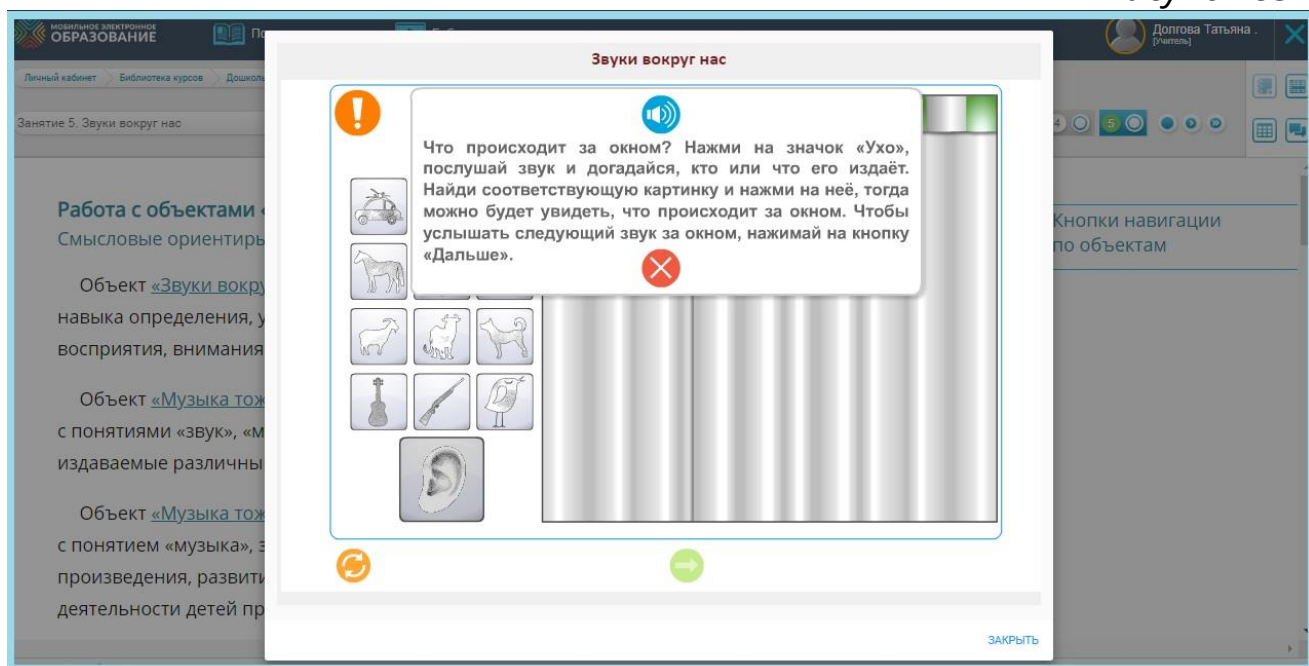 МОБИЛЬНОЕ ЭЛЕКТРОННОЕ
ОБРАЗОВАНИЕ
Долгова Татьяна .
[Учитель]
Личный кабинет
Библиотека курсов
Дошколь
Занятие 5. Звуки вокруг нас
4
5
Звуки вокруг нас
Что происходит за окном? Нажми на значок «Ухо»,
послушай звук и догадайся, кто или что его издаёт.
Найди соответствующую картинку и нажми на неё, тогда
можно будет увидеть, что происходит за окном. Чтобы
услышать следующий звук за окном, нажимай на кнопку
«Дальше».
Работа с объектами «
Смысловые ориентиры
Объект «Звуки вокру
навыка определения, у
восприятия, внимания
Объект «Музыка тож
с понятиями «звук», «м
издаваемые различны
Объект «Музыка тож
с понятием «музыка», з
произведения, развити
деятельности детей пр
Кнопки навигации
по объектам
ЗАКРЫТЬ